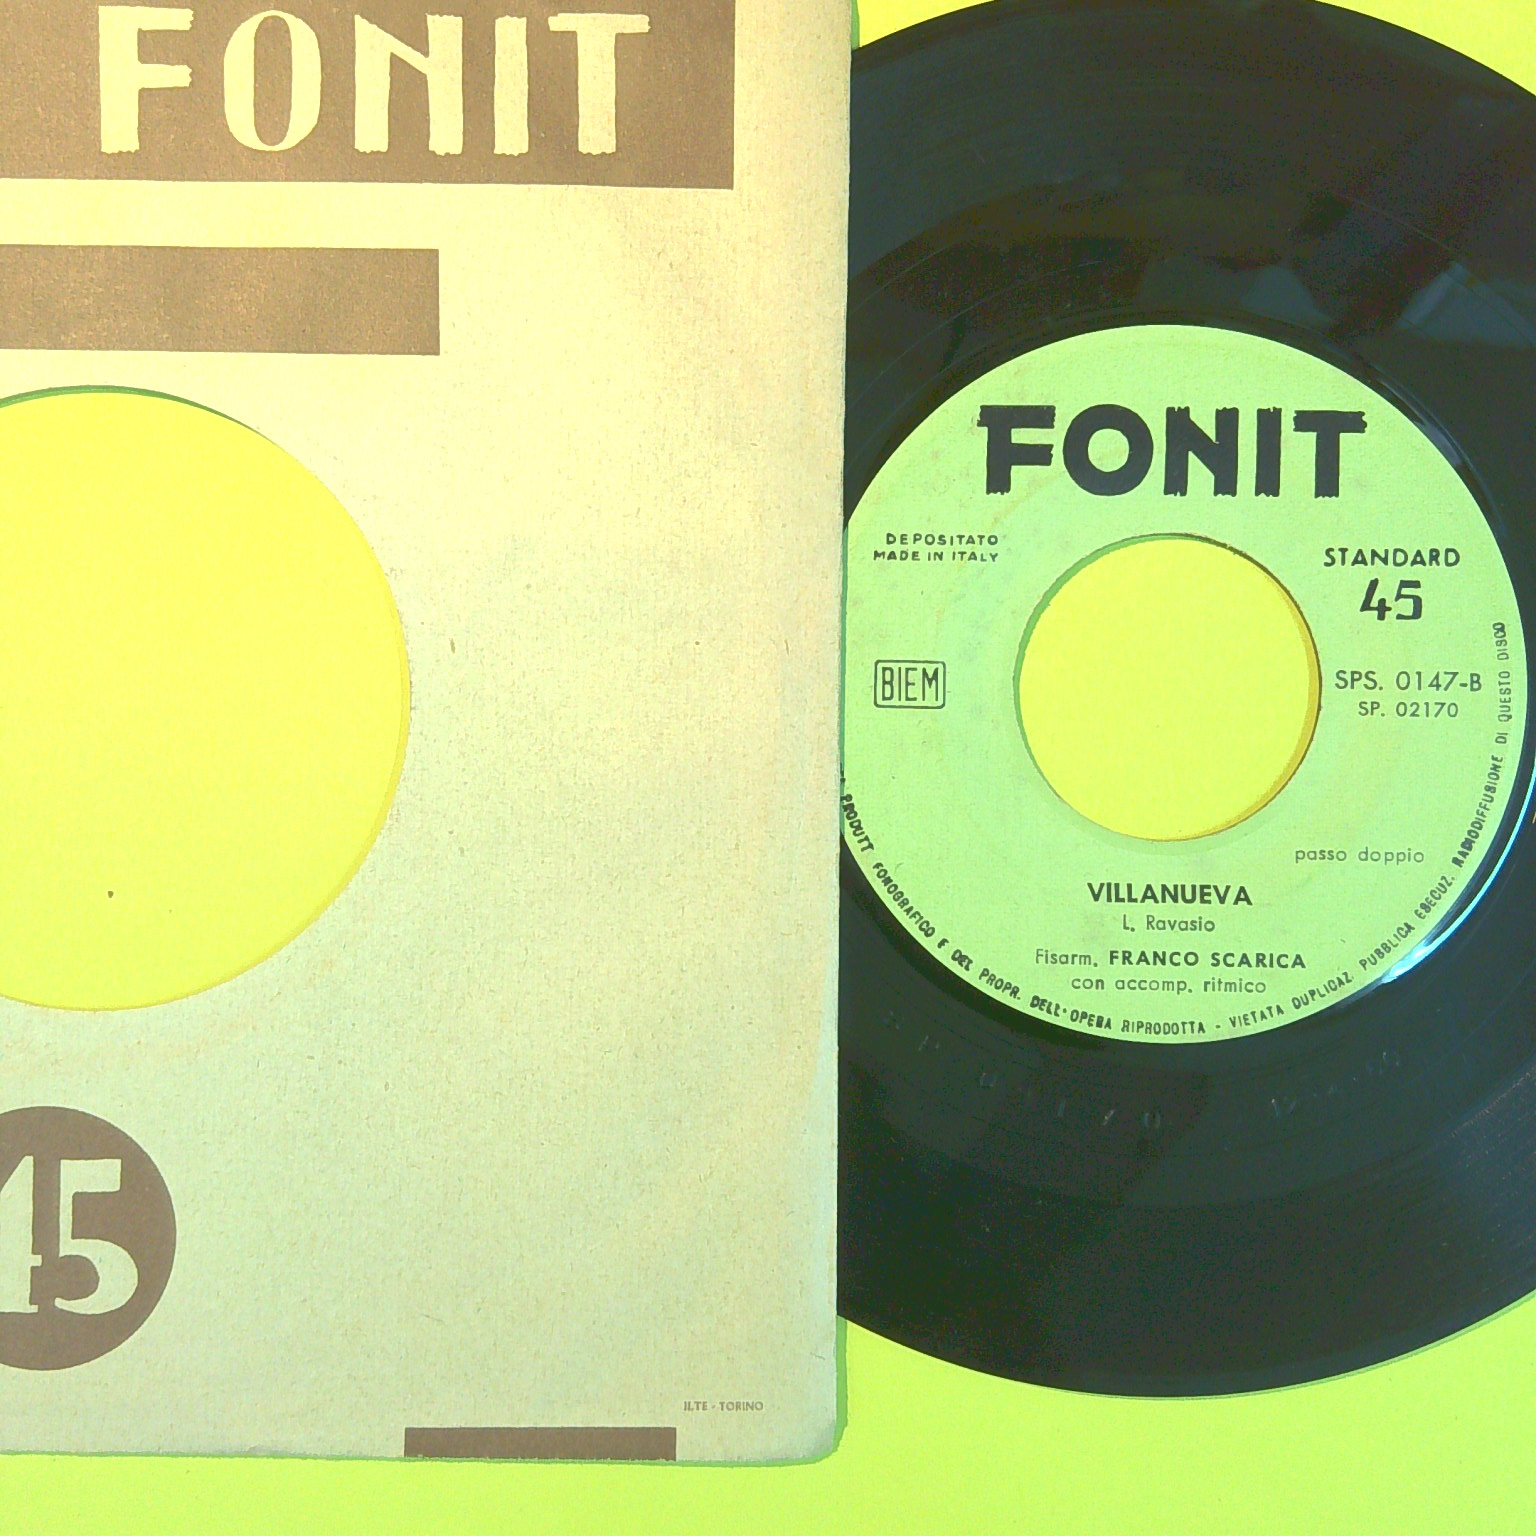 FONIT
45
ILTE - TORINO
FONIT
DEPOSITATO
MADE IN ITALY
STANDARD
45
BIEM
SPS. 0147-B
SP. 02170
passo doppio
VILLANUEVA
L. Ravasio
Fisarm. FRANCO SCARICA
con accomp. ritmico
PRODUTT FONOGRAFICO E DEL PROPR. DELL'OPERA RIPRODOTTA - VIETATA DUPLICAZ. PUBBLICA ESECUZ. RADIODIFFUSIONE DI QUESTO DISCO